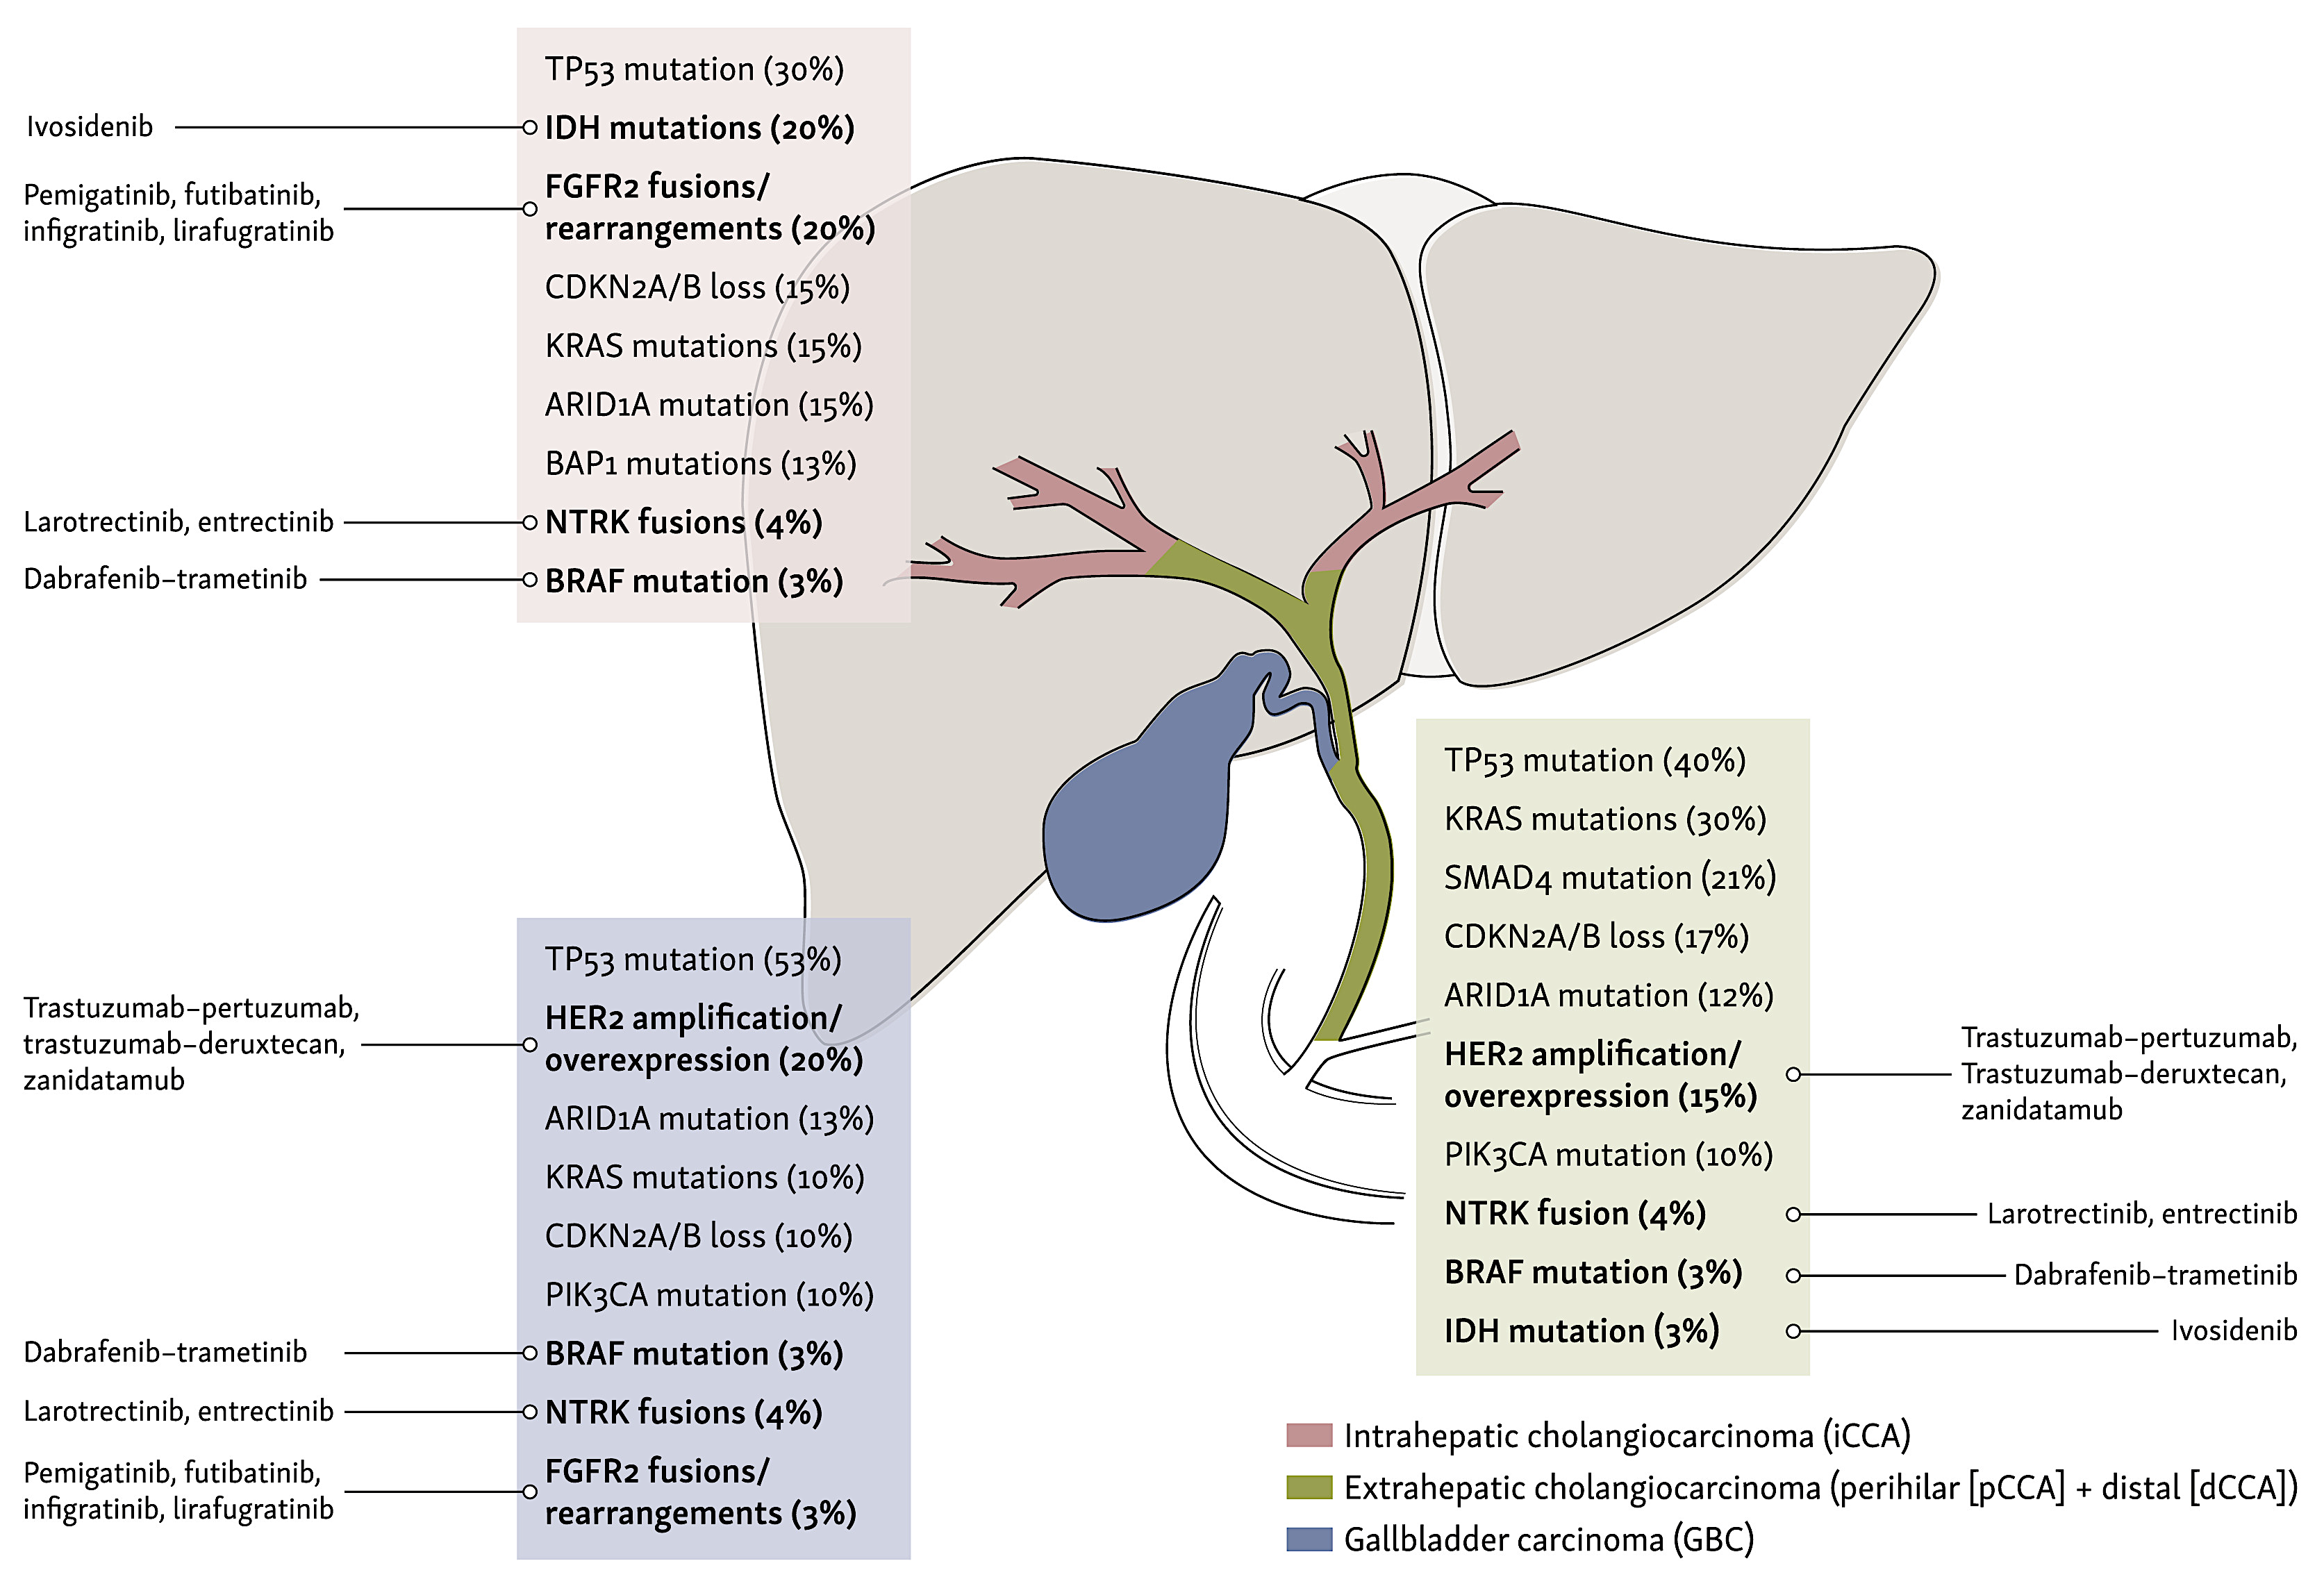 TP53 mutation (30%)
Ivosidenib
IDH mutations (20%)
Pemigatinib, futibatinib,
infigratinib, lirafugratinib
FGFR2 fusions/
rearrangements (20%)
CDKN2A/B loss (15%)
KRAS mutations (15%)
ARID1A mutation (15%)
BAP1 mutations (13%)
Larotrectinib, entrectinib
NTRK fusions (4%)
Dabrafenib–trametinib
BRAF mutation (3%)
TP53 mutation (53%)
Trastuzumab–pertuzumab,
trastuzumab–deruxtecan,
zanidatamub
HER2 amplification/
overexpression (20%)
ARID1A mutation (13%)
KRAS mutations (10%)
CDKN2A/B loss (10%)
PIK3CA mutation (10%)
Dabrafenib–trametinib
BRAF mutation (3%)
Larotrectinib, entrectinib
NTRK fusions (4%)
Pemigatinib, futibatinib,
infigratinib, lirafugratinib
FGFR2 fusions/
rearrangements (3%)
TP53 mutation (40%)
KRAS mutations (30%)
SMAD4 mutation (21%)
CDKN2A/B loss (17%)
ARID1A mutation (12%)
HER2 amplification/
overexpression (15%)
Trastuzumab–pertuzumab,
Trastuzumab–deruxtecan,
zanidatamub
PIK3CA mutation (10%)
NTRK fusion (4%)
Larotrectinib, entrectinib
BRAF mutation (3%)
Dabrafenib–trametinib
IDH mutation (3%)
Ivosidenib
Intrahepatic cholangiocarcinoma (iCCA)
Extrahepatic cholangiocarcinoma (perihilar [pCCA] + distal [dCCA])
Gallbladder carcinoma (GBC)